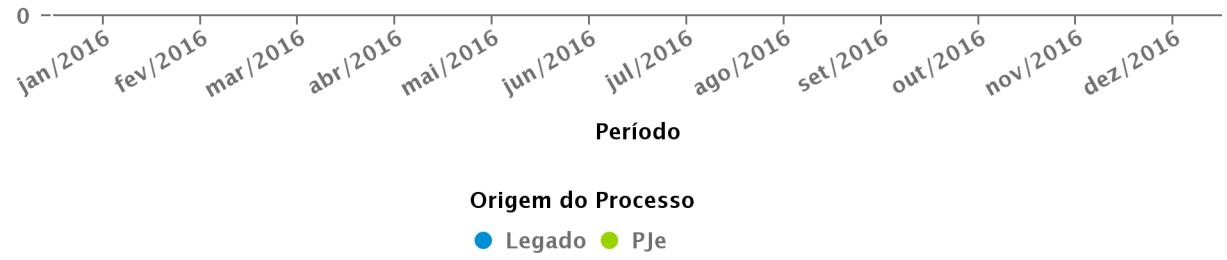 0
jan/2016 fev/2016 mar/2016 abr/2016 mai/2016 jun/2016 jul/2016 ago/2016 set/2016 out/2016 nov/2016 dez/2016
Período
Origem do Processo
Legado PJe